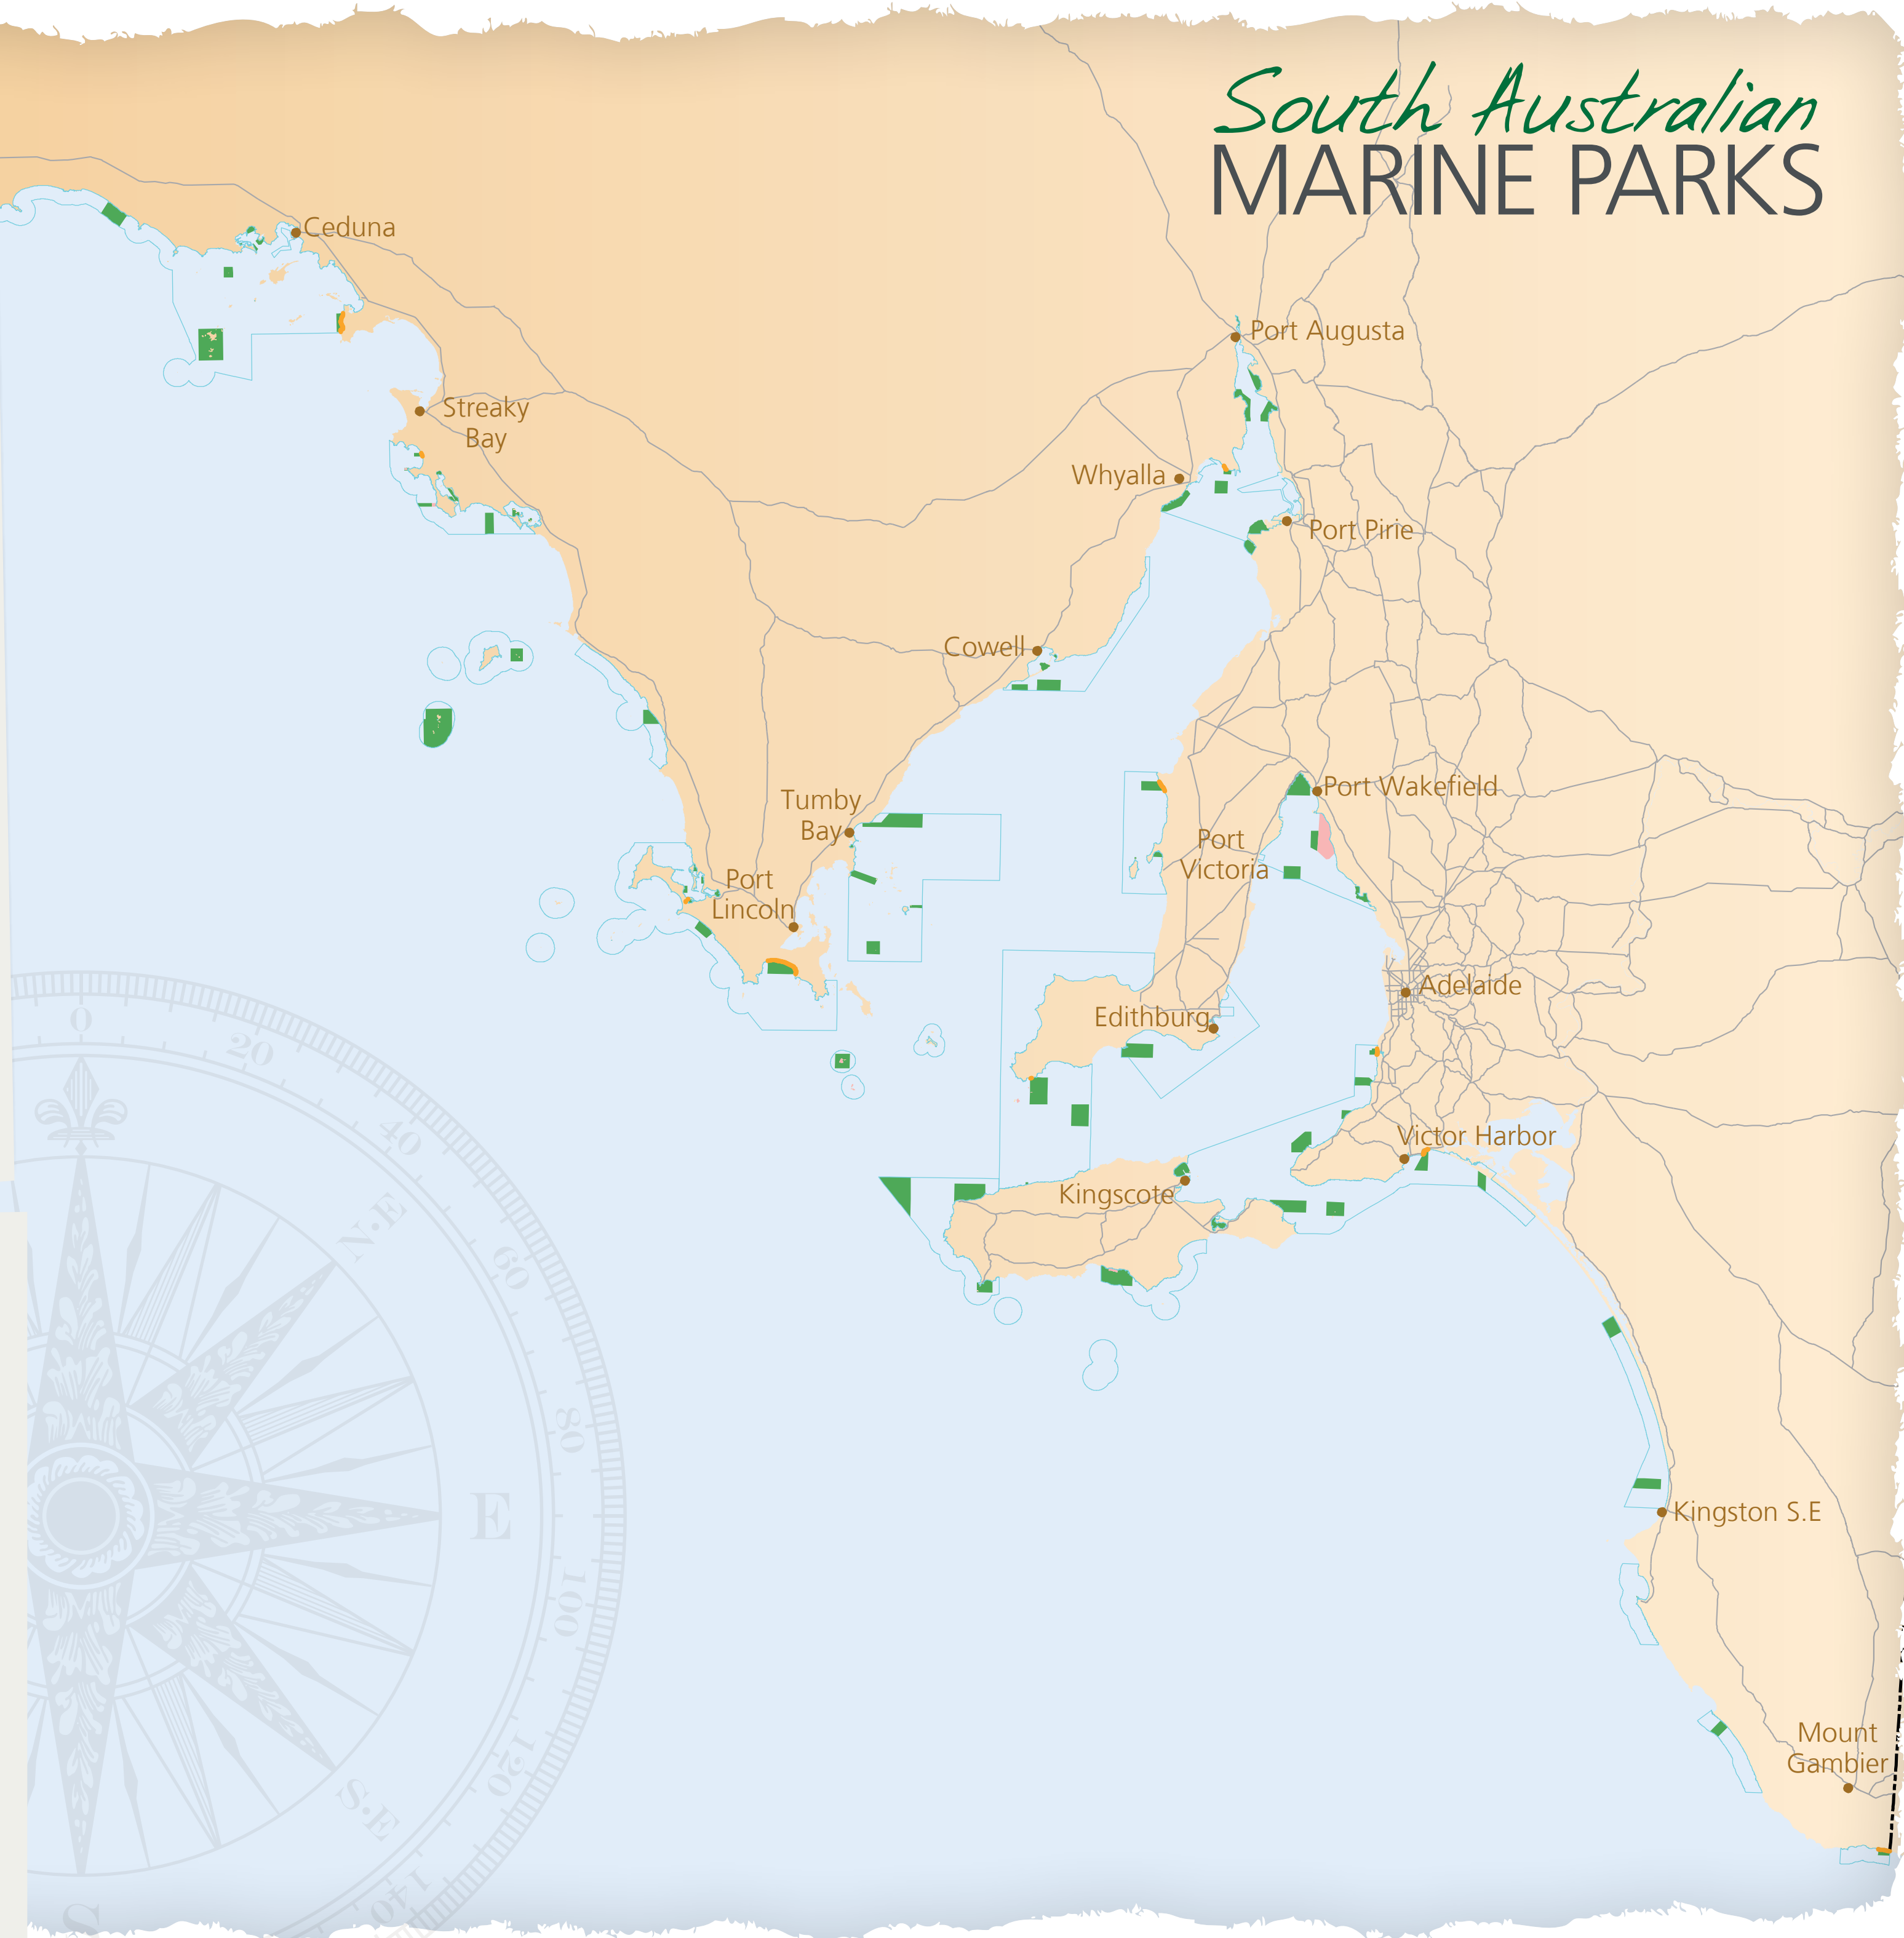 South Australian
MARINE PARKS
Ceduna
Port Augusta
Streaky
Bay
Whyalla
Port Pirie
Cowell
Tumby
Bay
Port Wakefield
Port
Victoria
Port
Lincoln
Adelaide
Edithburg
Victor Harbor
Kingscote
Kingston S.E
Mount
Gambier
0
20
40
N·E
60
80
E
100
120
S·E
140
S